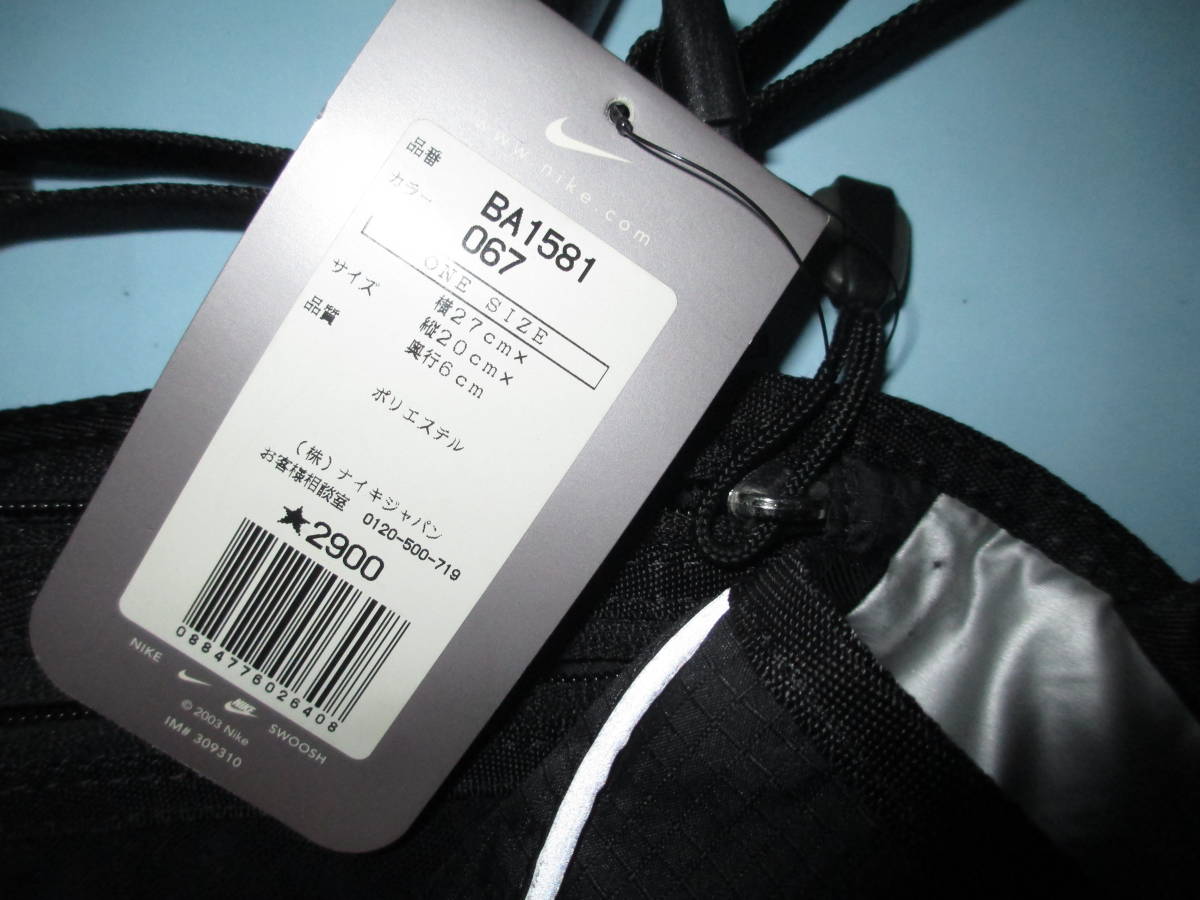 www.nike.com
品番 BA1581
カラー 067
ONE SIZE
サイズ 横27cm×
縦20cm×
奥行6cm
品質
ポリエステル
(株)ナイキジャパン
お客様相談室 0120-500-719
★2900
0884776026408
NIKE NIKE SWOOSH
© 2003 Nike
IM# 309310